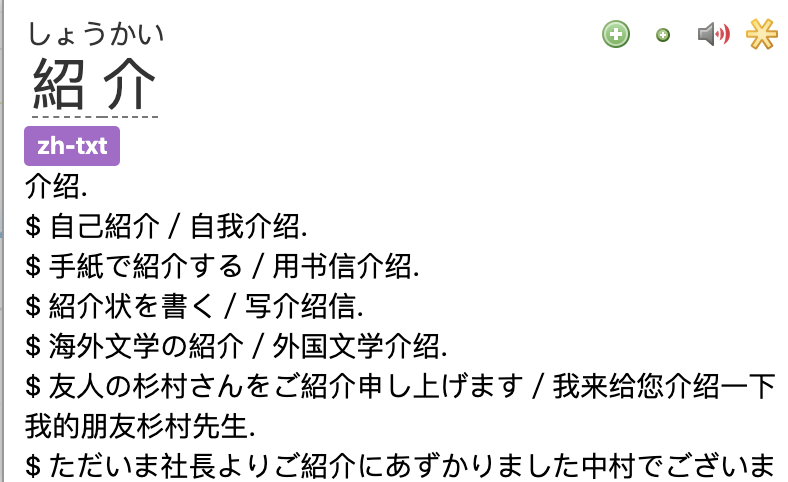 しょうかい
紹介
zh-txt
介绍.
$ 自己紹介 / 自我介绍.
$ 手紙で紹介する / 用书信介绍.
$ 紹介状を書く / 写介绍信.
$ 海外文学の紹介 / 外国文学介绍.
$ 友人の杉村さんをご紹介申し上げます / 我来给您介绍一下
我的朋友杉村先生.
$ ただいま社長よりご紹介にあずかりました中村でございま